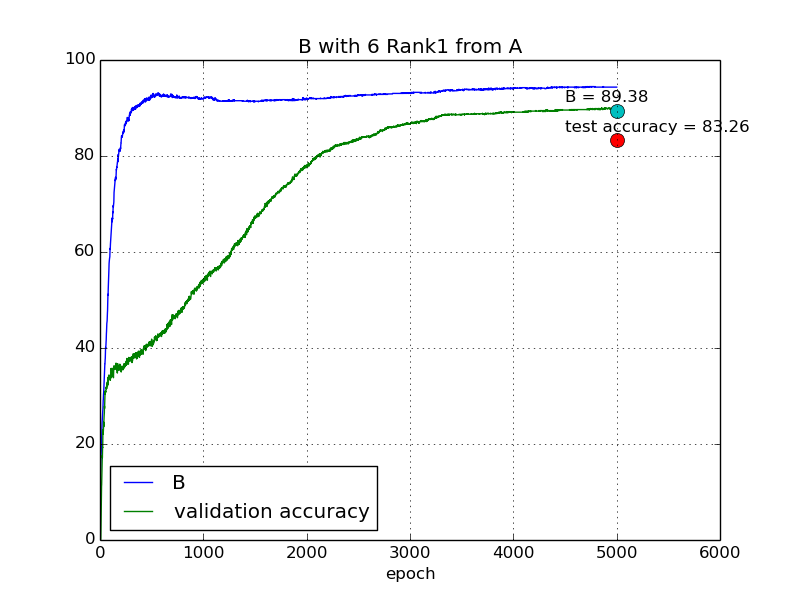 B with 6 Rank1 from A
100
80
60
40
20
0
B = 89.38
test accuracy = 83.26
B
validation accuracy
0 1000 2000 3000 4000 5000 6000
epoch